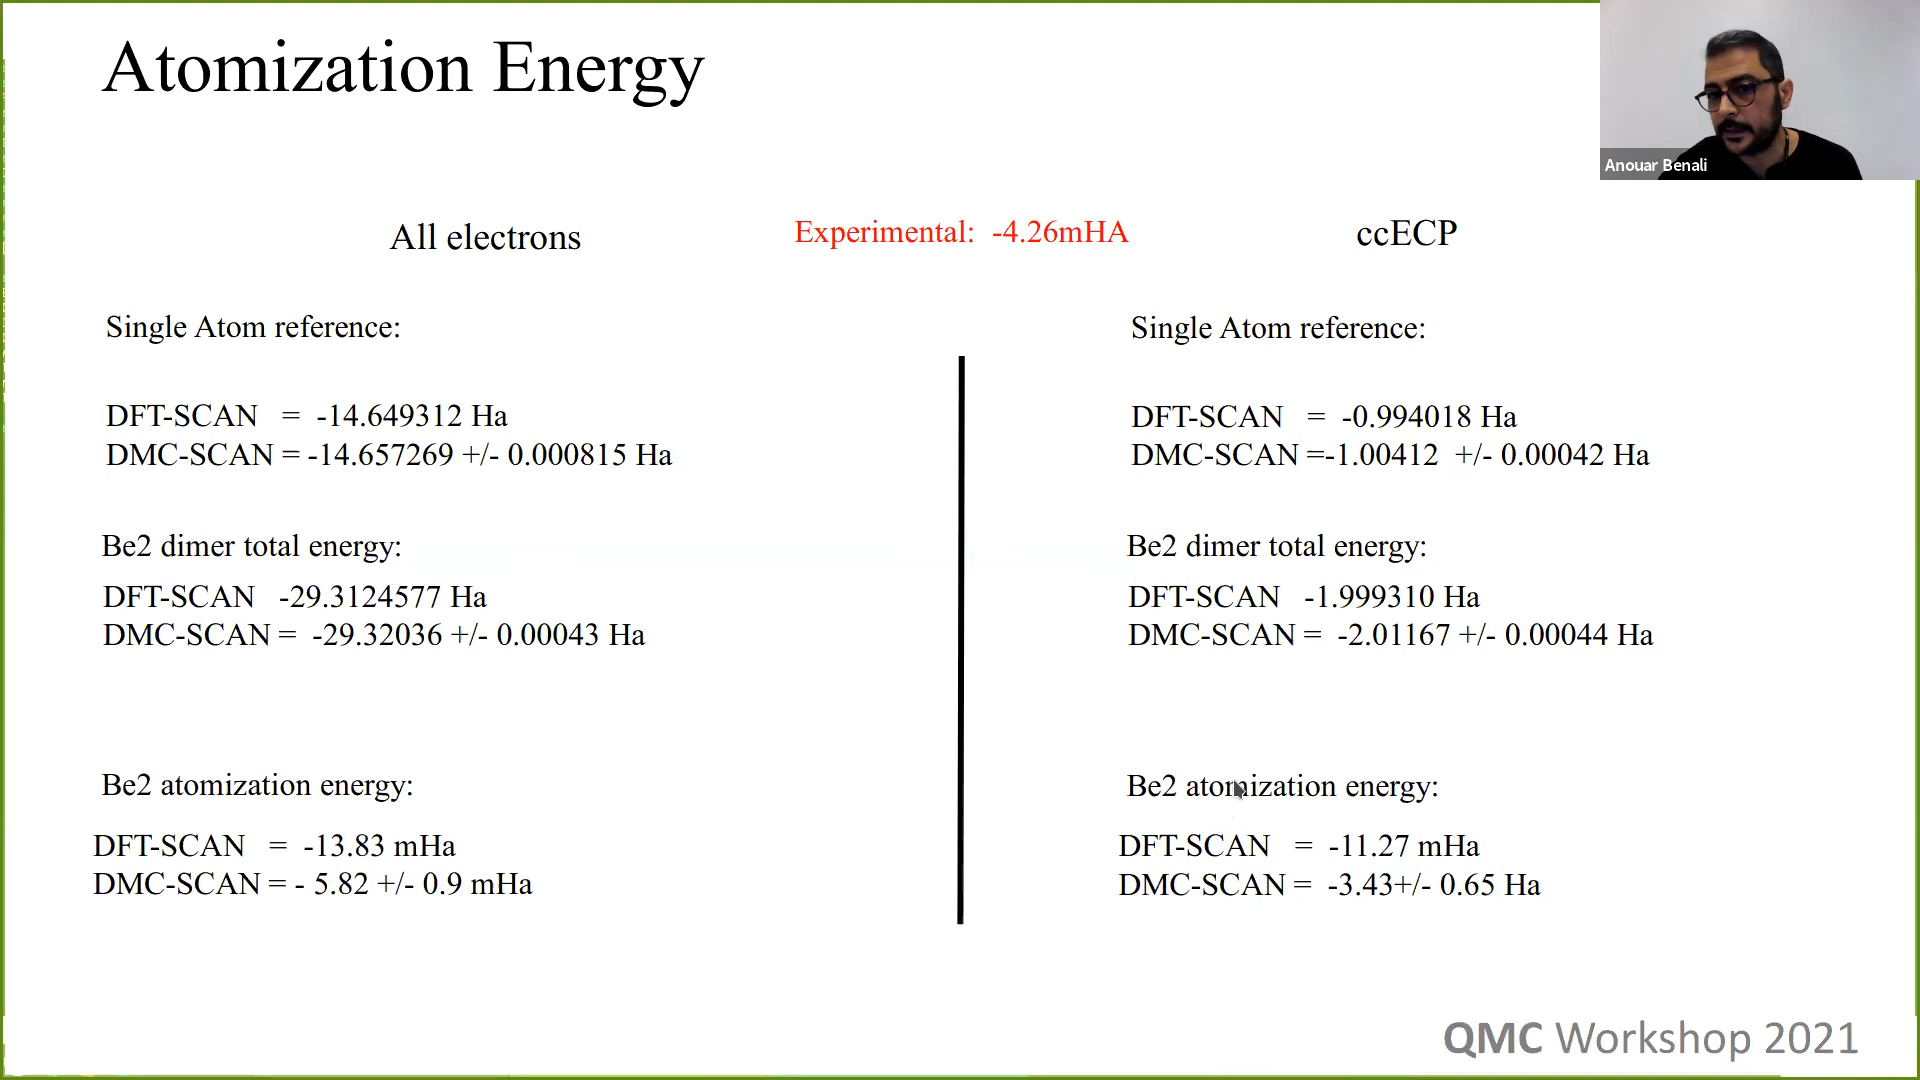 Atomization Energy
Anouar Benali
All electrons
Experimental: -4.26mHA
ccECP
Single Atom reference:
DFT-SCAN = -14.649312 Ha
DMC-SCAN = -14.657269 +/- 0.000815 Ha
Be2 dimer total energy:
DFT-SCAN -29.3124577 Ha
DMC-SCAN = -29.32036 +/- 0.00043 Ha
Be2 atomization energy:
DFT-SCAN = -13.83 mHa
DMC-SCAN = - 5.82 +/- 0.9 mHa
Single Atom reference:
DFT-SCAN = -0.994018 Ha
DMC-SCAN =-1.00412 +/- 0.00042 Ha
Be2 dimer total energy:
DFT-SCAN -1.999310 Ha
DMC-SCAN = -2.01167 +/- 0.00044 Ha
Be2 atomization energy:
DFT-SCAN = -11.27 mHa
DMC-SCAN = -3.43+/- 0.65 Ha
QMC Workshop 2021